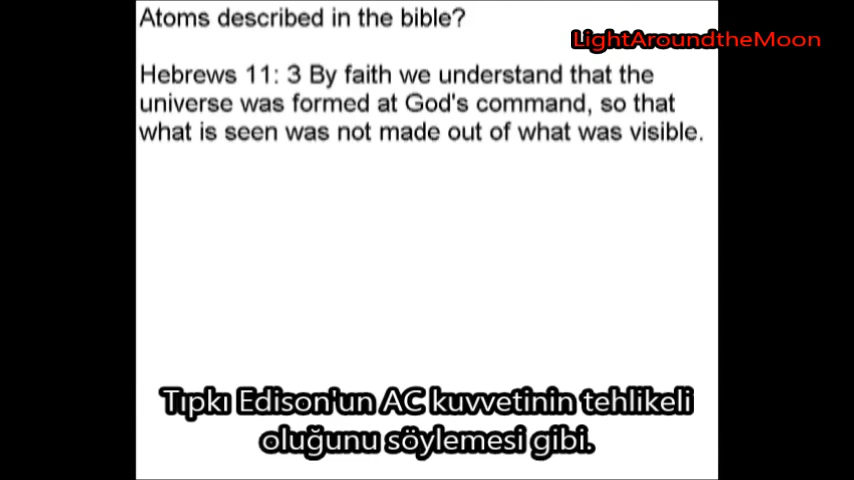 Atoms described in the bible?
LightAroundtheMoon
Hebrews 11: 3 By faith we understand that the
universe was formed at God's command, so that
what is seen was not made out of what was visible.
Tıpkı Edison'un AC kuvvetinin tehlikeli
oluğunu söylemesi gibi.